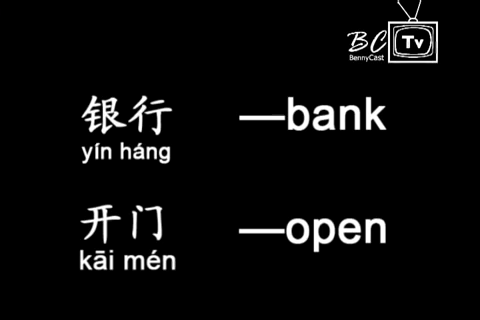 BC Tv
BennyCast
银行 —bank
yín háng
开门 —open
kāi mén